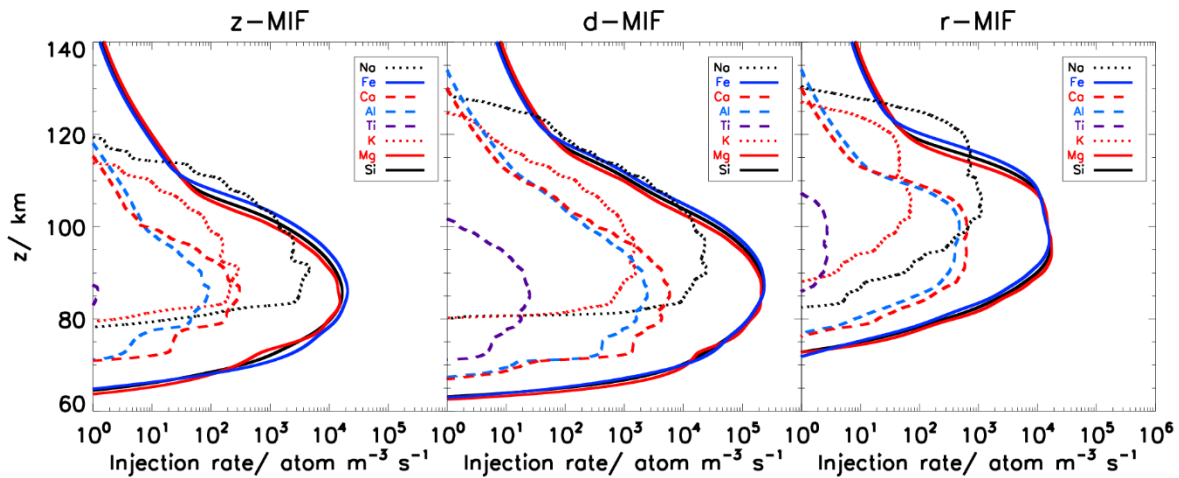 z-MIF
d-MIF
r-MIF
z/ km
140
120
100
80
60
Na
Fe
Ca
Al
Ti
K
Mg
Si
Na
Fe
Ca
Al
Ti
K
Mg
Si
Na
Fe
Ca
Al
Ti
K
Mg
Si
10⁰ 10¹ 10² 10³ 10⁴ 10⁵
10⁰ 10¹ 10² 10³ 10⁴ 10⁵
10⁰ 10¹ 10² 10³ 10⁴ 10⁵ 10⁶
Injection rate/ atom m⁻³ s⁻¹
Injection rate/ atom m⁻³ s⁻¹
Injection rate/ atom m⁻³ s⁻¹